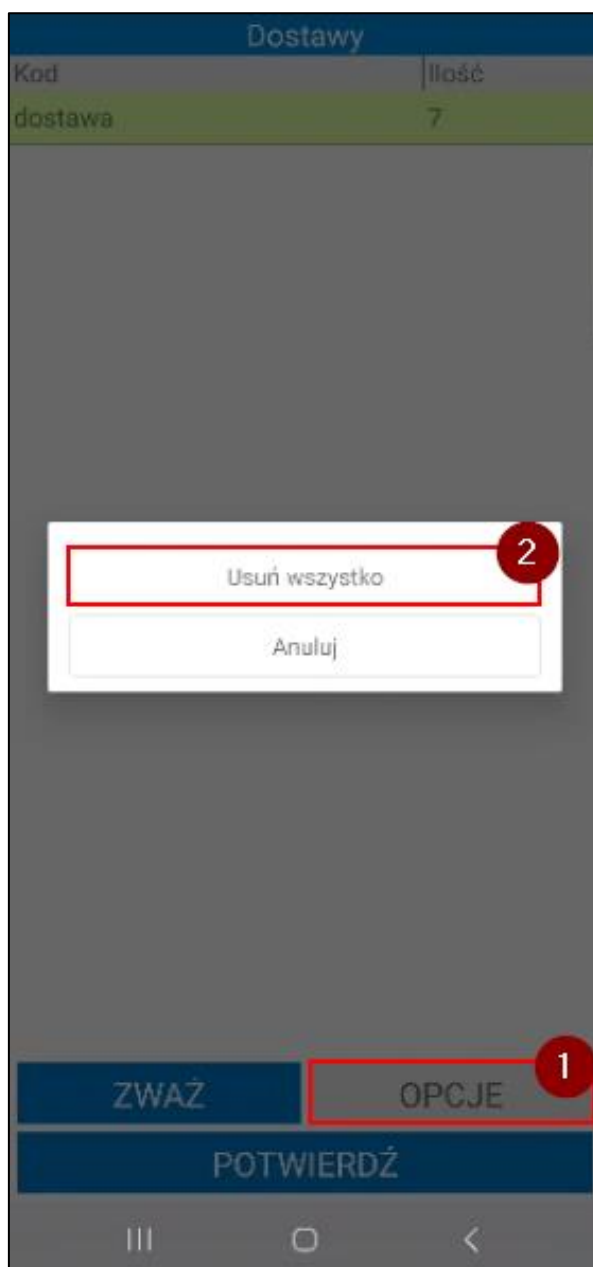 Dostawy
Kod Ilość
dostawa 7
2
Usuń wszystko
Anuluj
1
ZWAŻ OPCJE
POTWIERDŹ